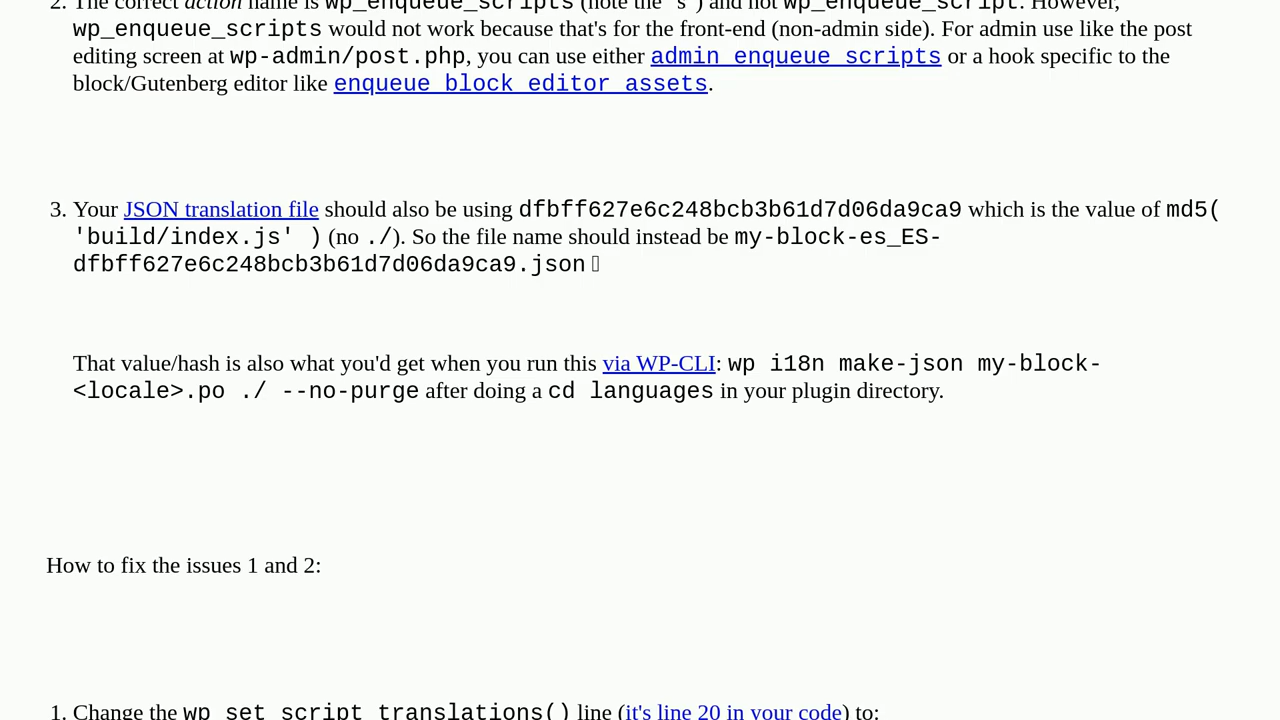 2. The correct action name is wp_enqueue_scripts (note the "s") and not wp_enqueue_script. However,
wp_enqueue_scripts would not work because that's for the front-end (non-admin side). For admin use like the post
editing screen at wp-admin/post.php, you can use either admin_enqueue_scripts or a hook specific to the
block/Gutenberg editor like enqueue_block_editor_assets.
3. Your JSON translation file should also be using dfbff627e6c248bcb3b61d7d06da9ca9 which is the value of md5(
'build/index.js' ) (no ./). So the file name should instead be my-block-es_ES-
dfbff627e6c248bcb3b61d7d06da9ca9.json
That value/hash is also what you'd get when you run this via WP-CLI: wp i18n make-json my-block-
<locale>.po ./ --no-purge after doing a cd languages in your plugin directory.
How to fix the issues 1 and 2:
1. Change the wp_set_script_translations() line (it's line 20 in your code) to: